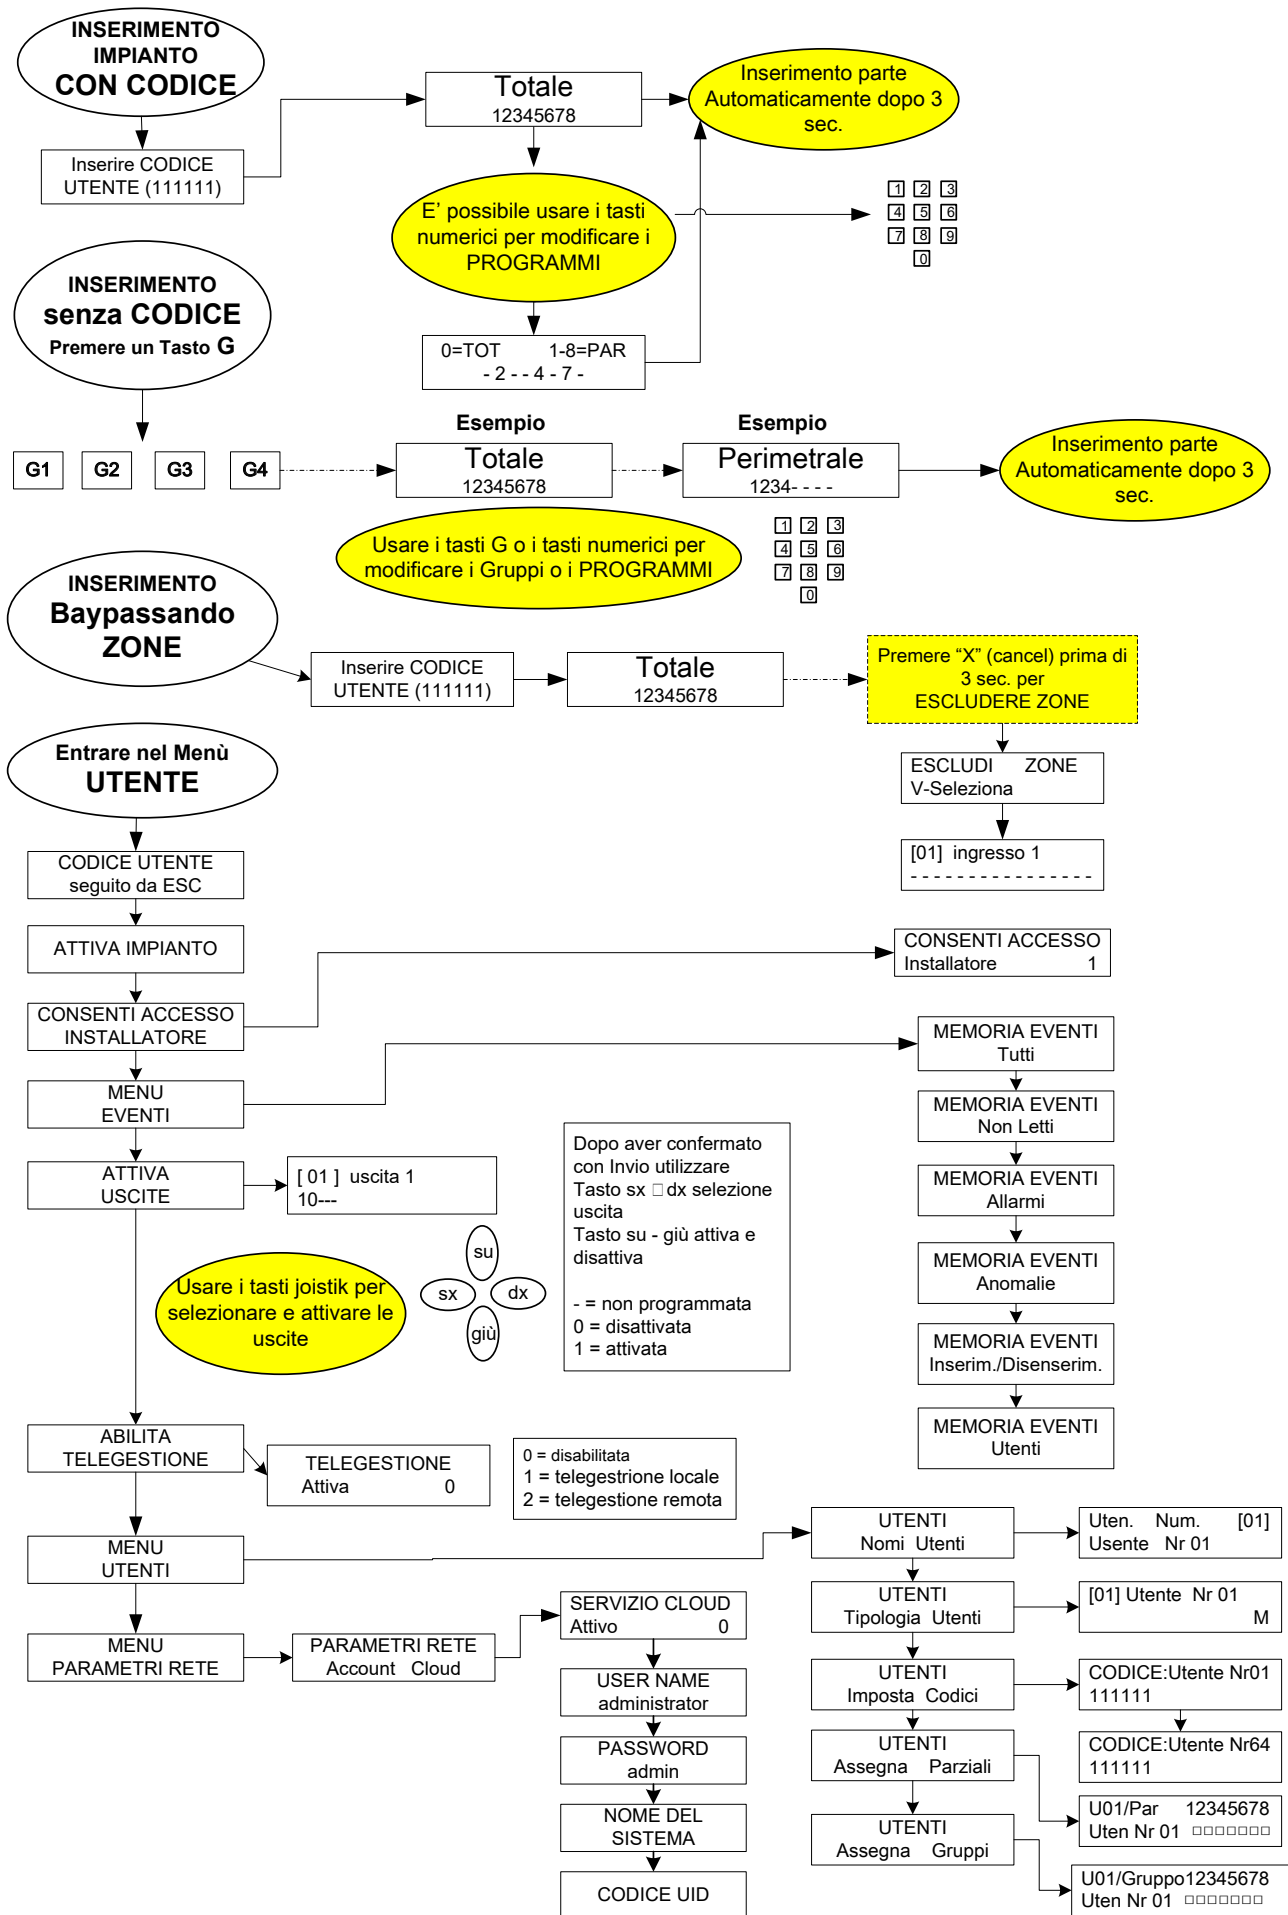 INSERIMENTO
IMPIANTO
CON CODICE
Inserire CODICE
UTENTE (111111)
Totale
12345678
Inserimento parte
Automaticamente dopo 3
sec.
E' possibile usare i tasti
numerici per modificare i
PROGRAMMI
1 2 3
4 5 6
7 8 9
0
0=TOT 1-8=PAR
- 2 - - 4 - 7 -
INSERIMENTO
senza CODICE
Premere un Tasto G
G1 G2 G3 G4
Esempio
Totale
12345678
Esempio
Perimetrale
1234- - - -
Inserimento parte
Automaticamente dopo 3
sec.
Usare i tasti G o i tasti numerici per
modificare i Gruppi o i PROGRAMMI
1 2 3
4 5 6
7 8 9
0
INSERIMENTO
Baypassando
ZONE
Inserire CODICE
UTENTE (111111)
Totale
12345678
Premere “X” (cancel) prima di
3 sec. per
ESCLUDERE ZONE
ESCLUDI ZONE
V-Seleziona
[01] ingresso 1
- - - - - - - - - - - - - - - -
Entrare nel Menù
UTENTE
CODICE UTENTE
seguito da ESC
ATTIVA IMPIANTO
CONSENTI ACCESSO
INSTALLATORE
CONSENTI ACCESSO
Installatore 1
MENU
EVENTI
MEMORIA EVENTI
Tutti
MEMORIA EVENTI
Non Letti
MEMORIA EVENTI
Allarmi
MEMORIA EVENTI
Anomalie
MEMORIA EVENTI
Inserim./Disenserim.
MEMORIA EVENTI
Utenti
ATTIVA
USCITE
[ 01 ] uscita 1
10---
Usare i tasti joistik per
selezionare e attivare le
uscite
su
sx
dx
giù
Dopo aver confermato
con Invio utilizzare
Tasto sx □ dx selezione
uscita
Tasto su - giù attiva e
disattiva
- = non programmata
0 = disattivata
1 = attivata
ABILITA
TELEGESTIONE
TELEGESTIONE
Attiva 0
0 = disabilitata
1 = telegestrione locale
2 = telegestione remota
MENU
UTENTI
UTENTI
Nomi Utenti
Uten. Num. [01]
Usente Nr 01
UTENTI
Tipologia Utenti
[01] Utente Nr 01
M
UTENTI
Imposta Codici
CODICE:Utente Nr01
111111
CODICE:Utente Nr64
111111
UTENTI
Assegna Parziali
U01/Par 12345678
Uten Nr 01 □□□□□□□
UTENTI
Assegna Gruppi
U01/Gruppo12345678
Uten Nr 01 □□□□□□□
MENU
PARAMETRI RETE
PARAMETRI RETE
Account Cloud
SERVIZIO CLOUD
Attivo 0
USER NAME
administrator
PASSWORD
admin
NOME DEL
SISTEMA
CODICE UID